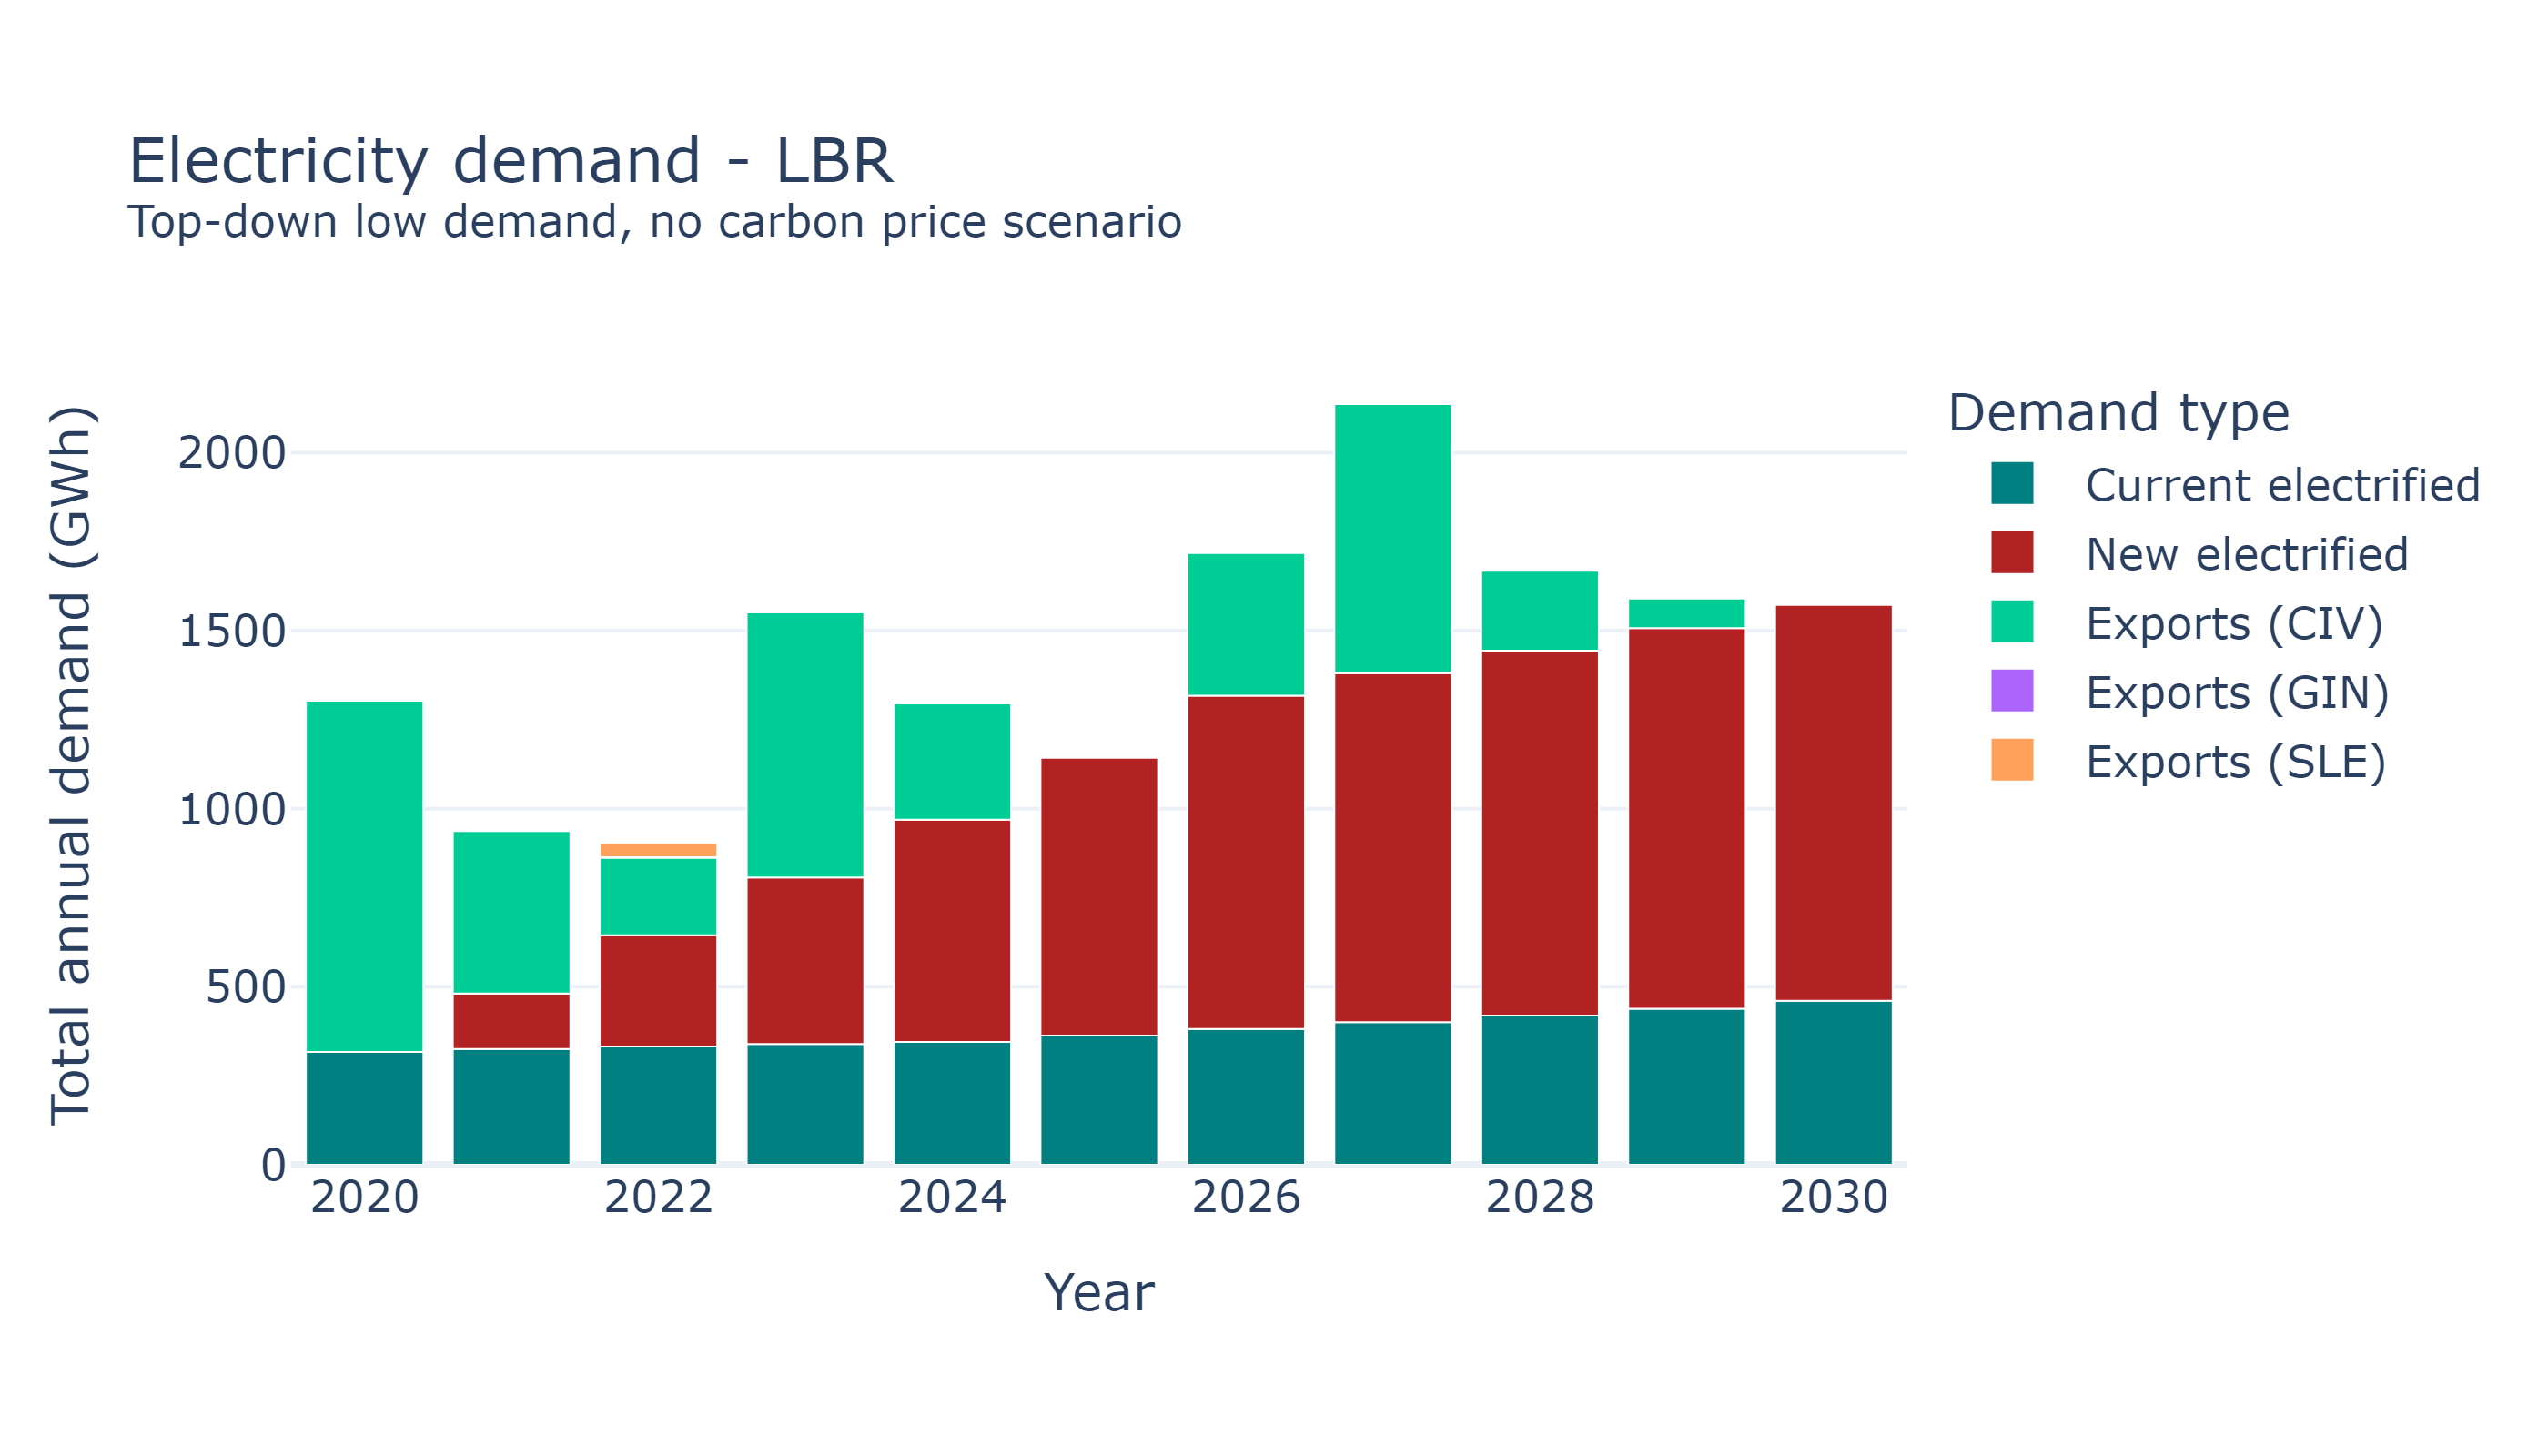 Electricity demand - LBR
Top-down low demand, no carbon price scenario
Total annual demand (GWh)
2000
1500
1000
500
0
2020
2022
2024
2026
2028
2030
Year
Demand type
Current electrified
New electrified
Exports (CIV)
Exports (GIN)
Exports (SLE)